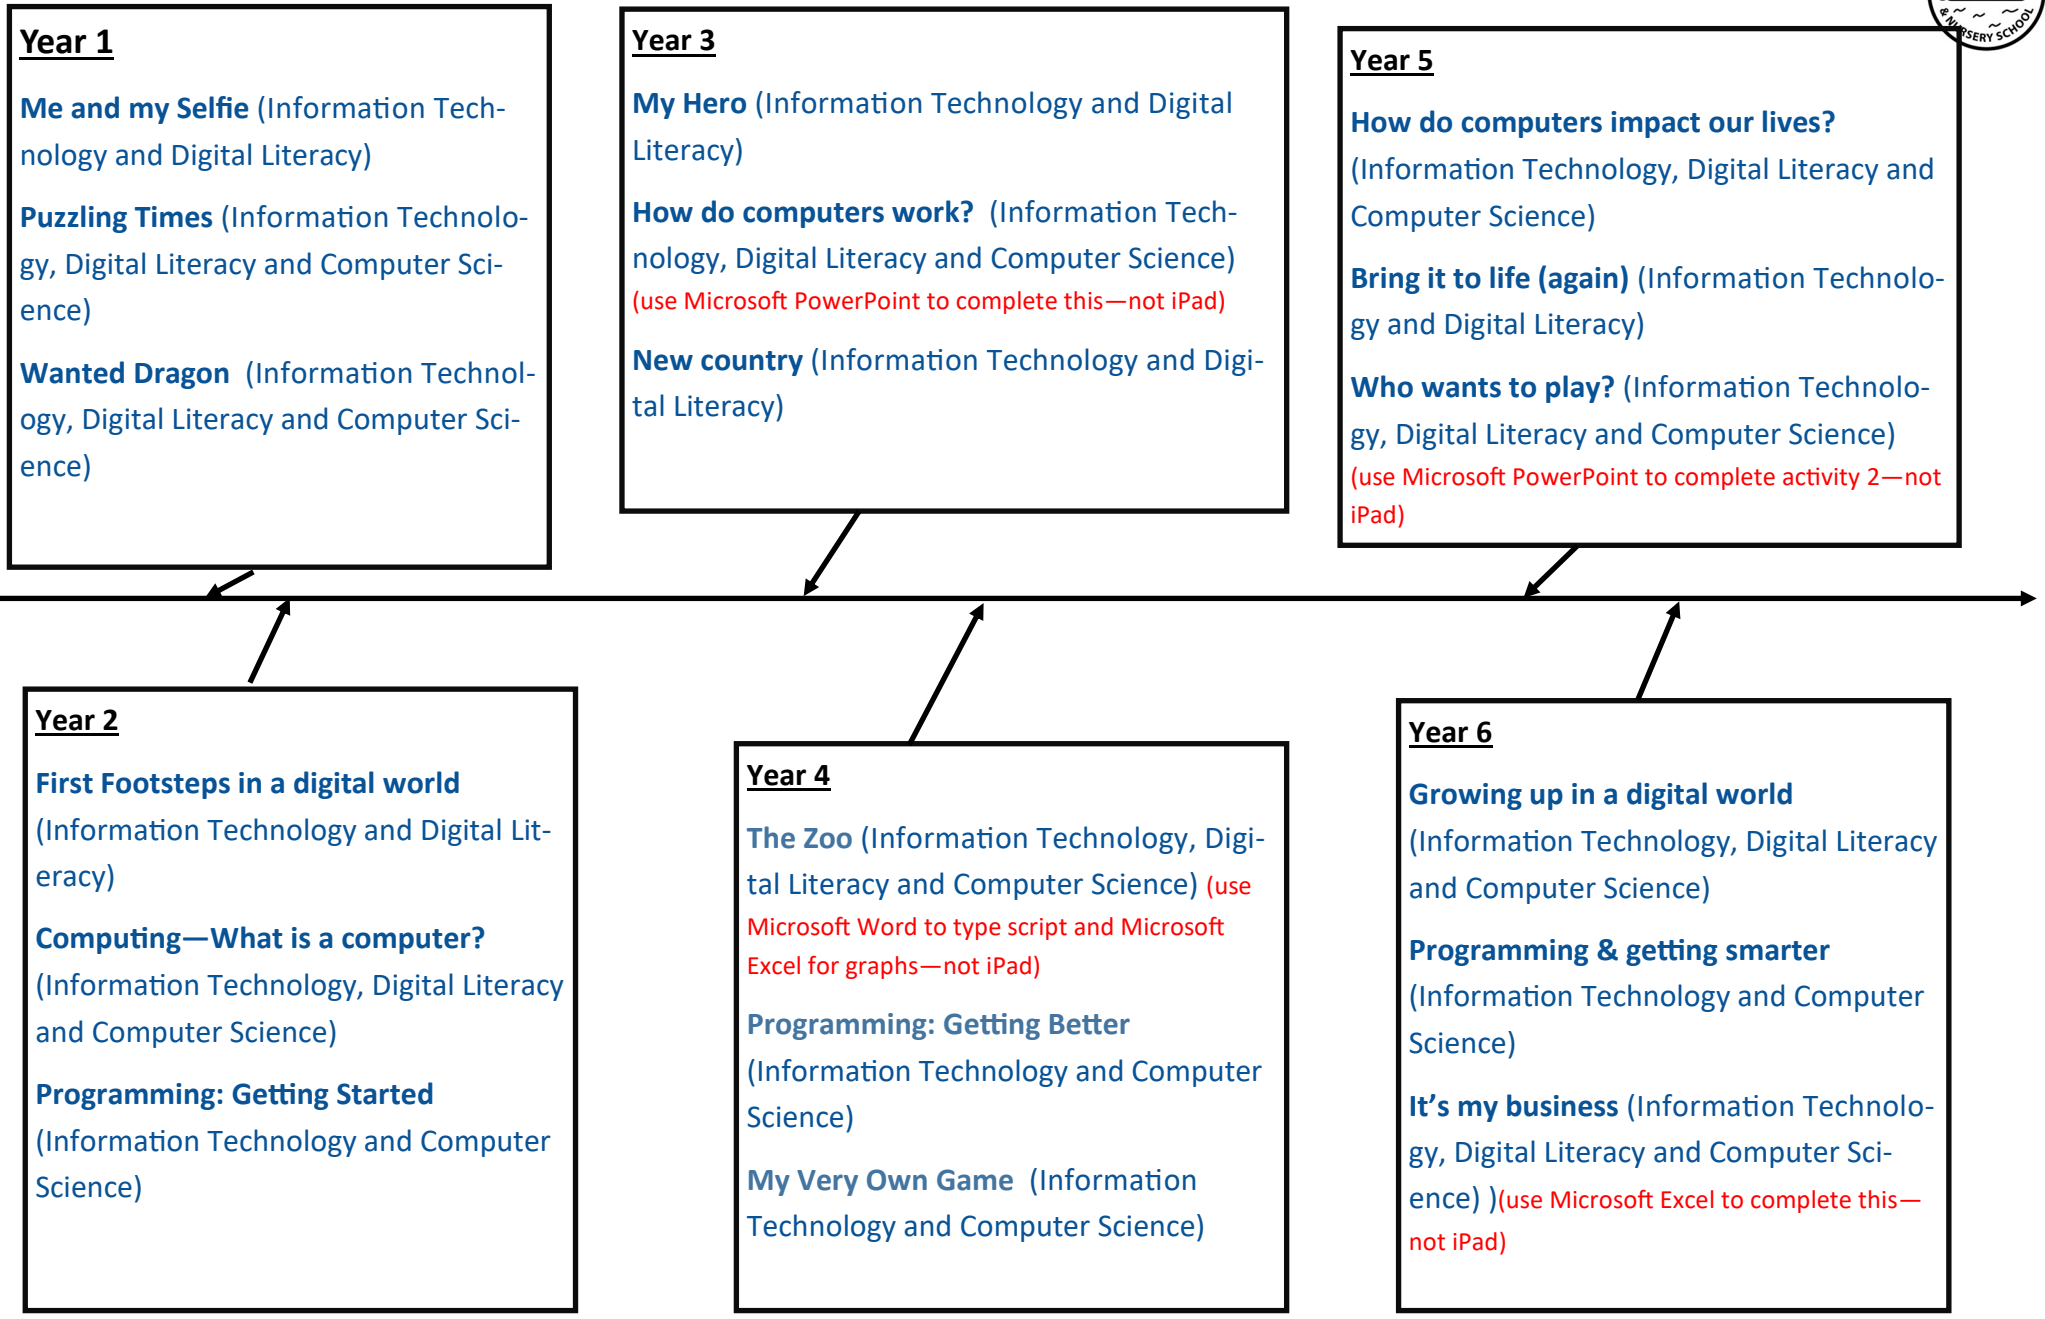 Year 1
Me and my Selfie (Information Tech-
nology and Digital Literacy)
Puzzling Times (Information Technolo-
gy, Digital Literacy and Computer Sci-
ence)
Wanted Dragon  (Information Technol-
ogy, Digital Literacy and Computer Sci-
ence)
Year 3
My Hero (Information Technology and Digital
Literacy)
How do computers work?  (Information Tech-
nology, Digital Literacy and Computer Science)
(use Microsoft PowerPoint to complete this—not iPad)
New country (Information Technology and Digi-
tal Literacy)
& NURSERY SCHOOL
Year 5
How do computers impact our lives?
(Information Technology, Digital Literacy and
Computer Science)
Bring it to life (again) (Information Technolo-
gy and Digital Literacy)
Who wants to play? (Information Technolo-
gy, Digital Literacy and Computer Science)
(use Microsoft PowerPoint to complete activity 2—not
iPad)
Year 2
First Footsteps in a digital world
(Information Technology and Digital Lit-
eracy)
Computing—What is a computer?
(Information Technology, Digital Literacy
and Computer Science)
Programming: Getting Started
(Information Technology and Computer
Science)
Year 4
The Zoo (Information Technology, Digi-
tal Literacy and Computer Science) (use
Microsoft Word to type script and Microsoft
Excel for graphs—not iPad)
Programming: Getting Better
(Information Technology and Computer
Science)
My Very Own Game  (Information
Technology and Computer Science)
Year 6
Growing up in a digital world
(Information Technology, Digital Literacy
and Computer Science)
Programming & getting smarter
(Information Technology and Computer
Science)
It’s my business (Information Technolo-
gy, Digital Literacy and Computer Sci-
ence) )(use Microsoft Excel to complete this—
not iPad)